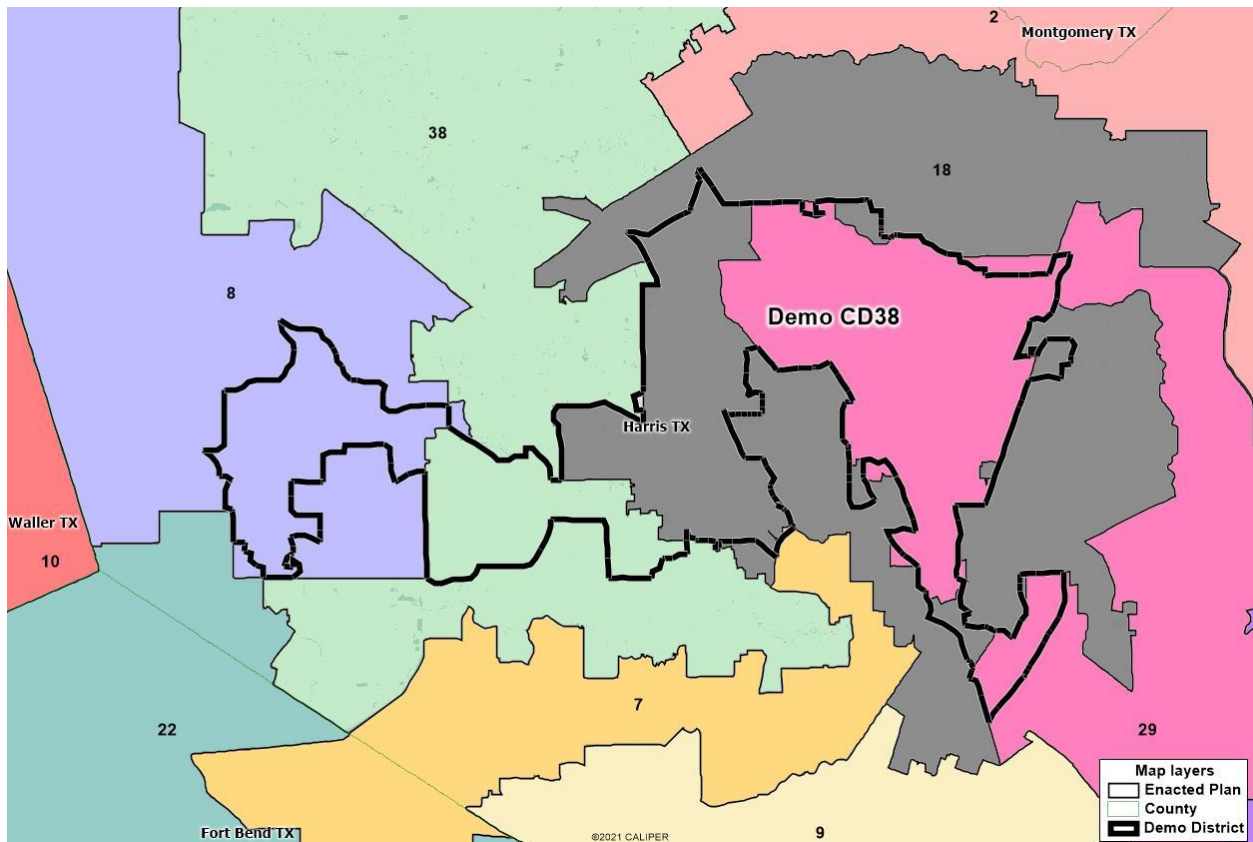 2
Montgomery TX
38
18
8
Demo CD38
Harris TX
Waller TX
10
7
22
29
Map layers
Enacted Plan
County
Demo District
Fort Bend TX
©2021 CALIPER
9